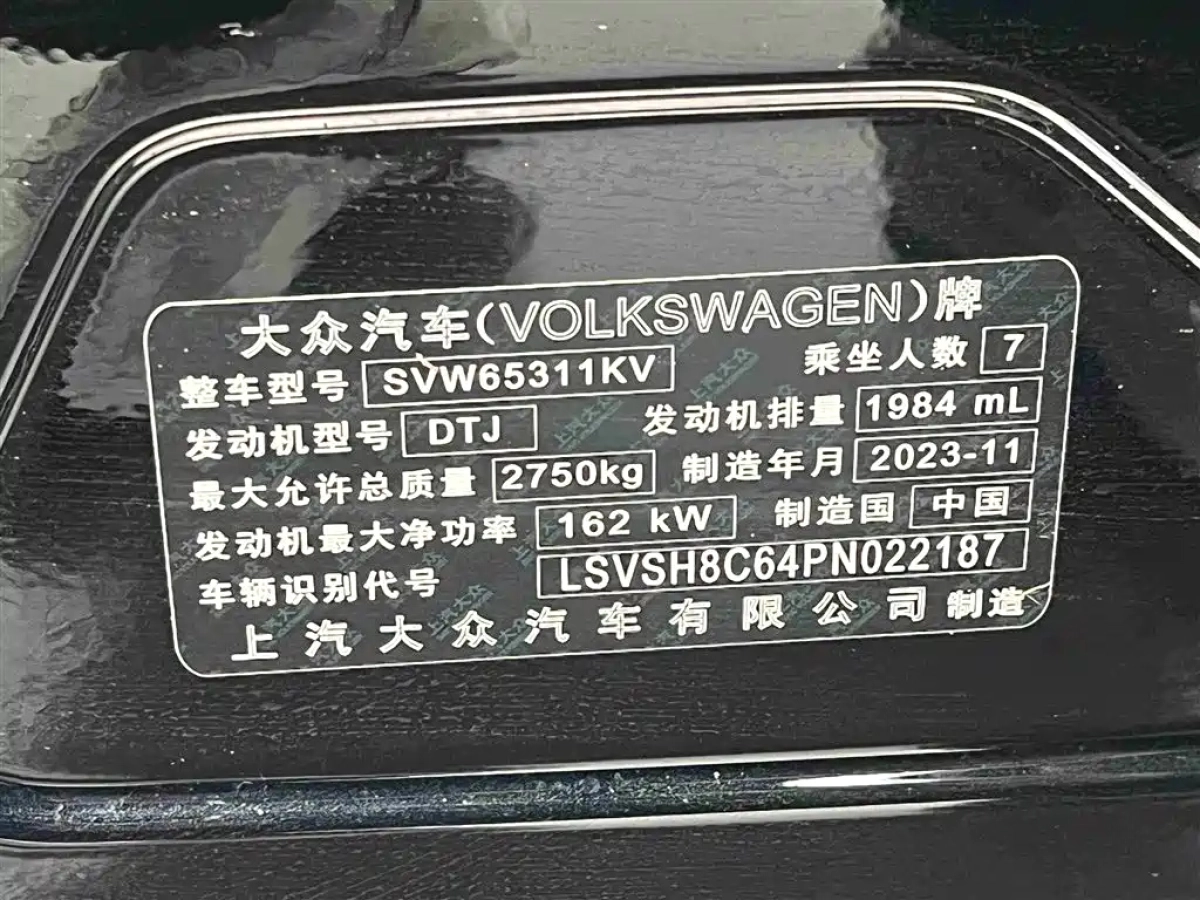 大众汽车(VOLKSWAGEN)牌
整车型号 SVW65311KV 乘坐人数 7
发动机型号 DTJ 发动机排量 1984 mL
最大允许总质量 2750kg 制造年月 2023-11
发动机最大净功率 162 kW 制造国 中国
车辆识别代号 LSVSH8C64PN022187
上汽大众汽车有限公司制造